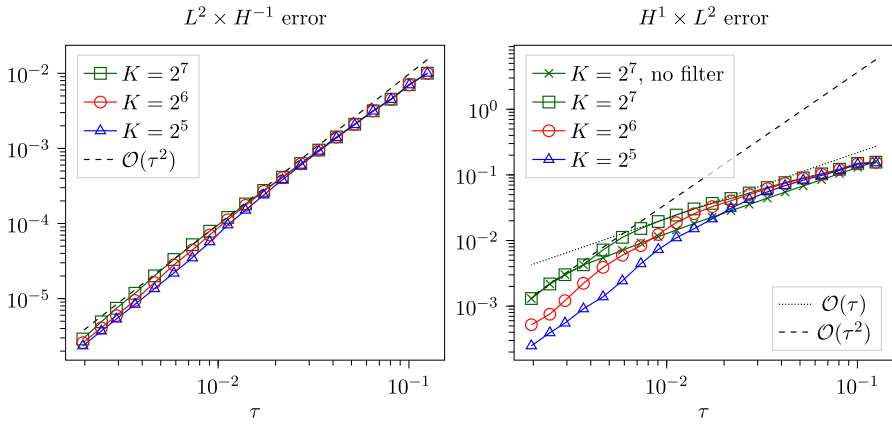 L² × H⁻¹ error
10⁻²
10⁻³
10⁻⁴
10⁻⁵
K = 2⁷
K = 2⁶
K = 2⁵
𝒪(τ²)
10⁻²
10⁻¹
τ
H¹ × L² error
10⁰
10⁻¹
10⁻²
10⁻³
K = 2⁷, no filter
K = 2⁷
K = 2⁶
K = 2⁵
𝒪(τ)
𝒪(τ²)
10⁻²
10⁻¹
τ